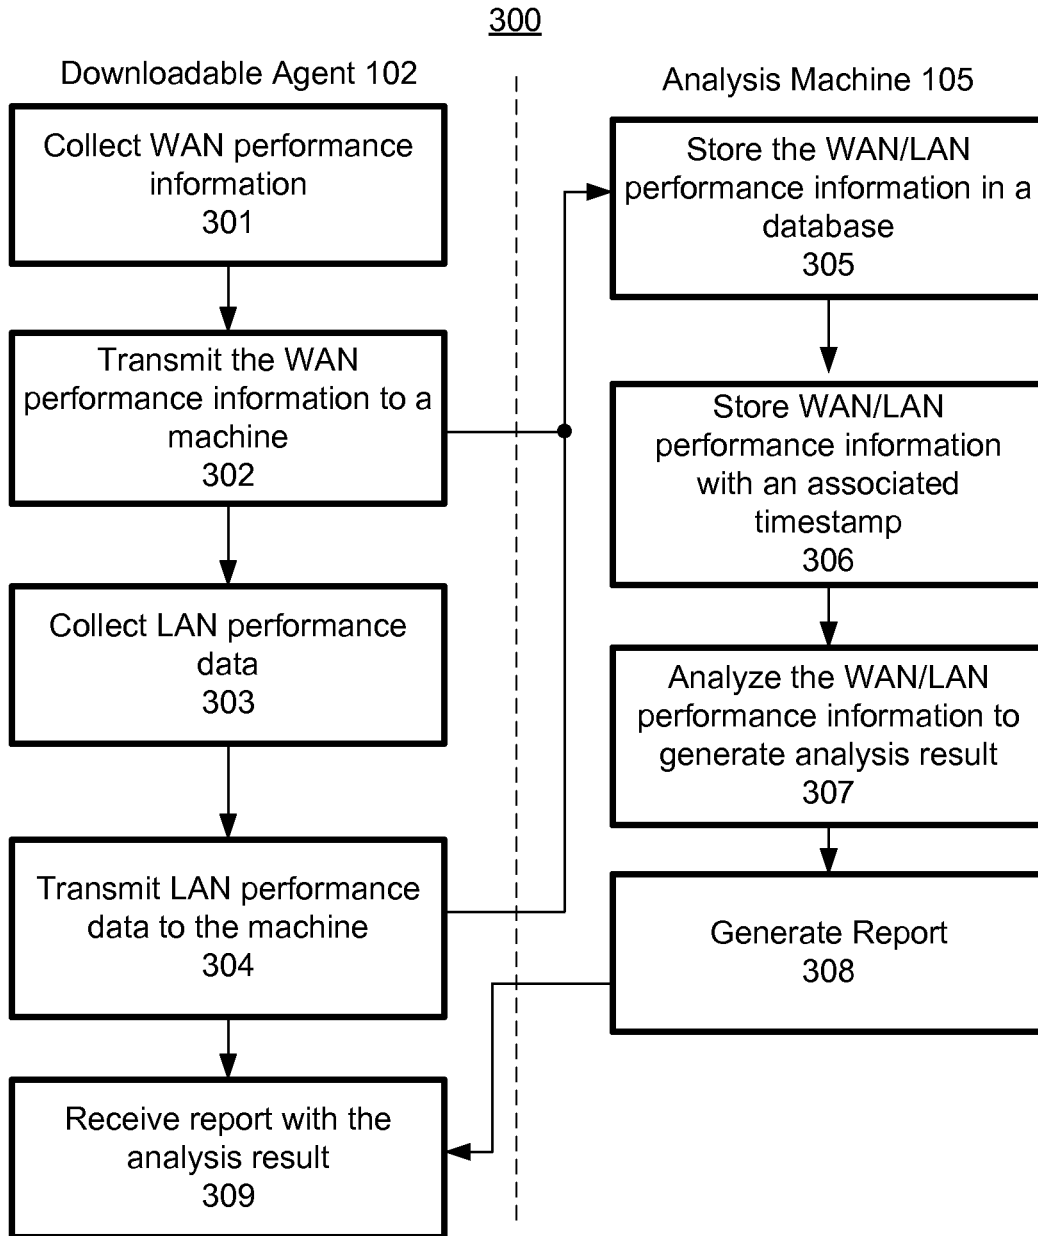 300
Downloadable Agent 102
Collect WAN performance
information
301
Transmit the WAN
performance information to a
machine
302
Collect LAN performance
data
303
Transmit LAN performance
data to the machine
304
Receive report with the
analysis result
309
Analysis Machine 105
Store the WAN/LAN
performance information in a
database
305
Store WAN/LAN
performance information
with an associated
timestamp
306
Analyze the WAN/LAN
performance information to
generate analysis result
307
Generate Report
308